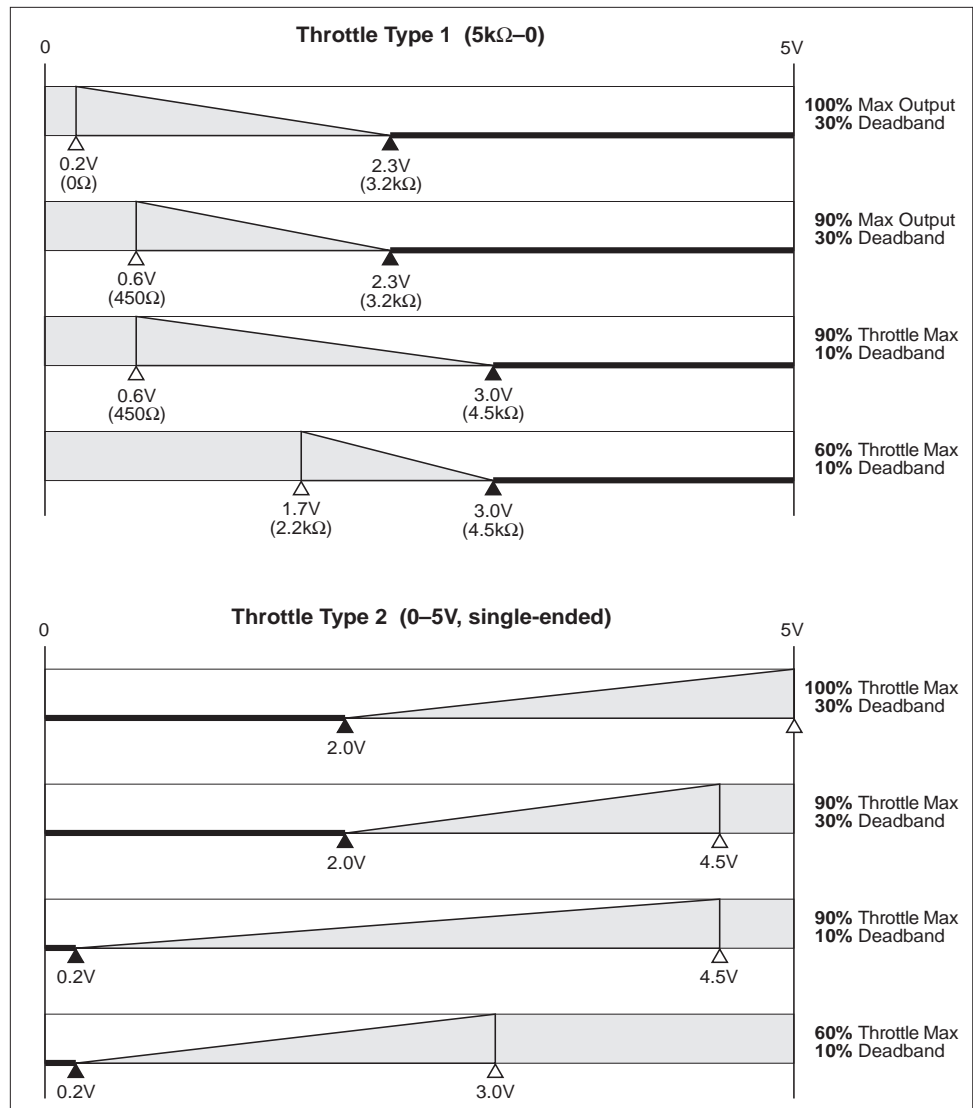 Throttle Type 1 (5kΩ–0)
0
5V
100% Max Output
30% Deadband
0.2V
(0Ω)
2.3V
(3.2kΩ)
90% Max Output
30% Deadband
0.6V
(450Ω)
2.3V
(3.2kΩ)
90% Throttle Max
10% Deadband
0.6V
(450Ω)
3.0V
(4.5kΩ)
60% Throttle Max
10% Deadband
1.7V
(2.2kΩ)
3.0V
(4.5kΩ)
Throttle Type 2 (0–5V, single-ended)
0
5V
100% Throttle Max
30% Deadband
2.0V
90% Throttle Max
30% Deadband
2.0V
4.5V
90% Throttle Max
10% Deadband
0.2V
4.5V
60% Throttle Max
10% Deadband
0.2V
3.0V